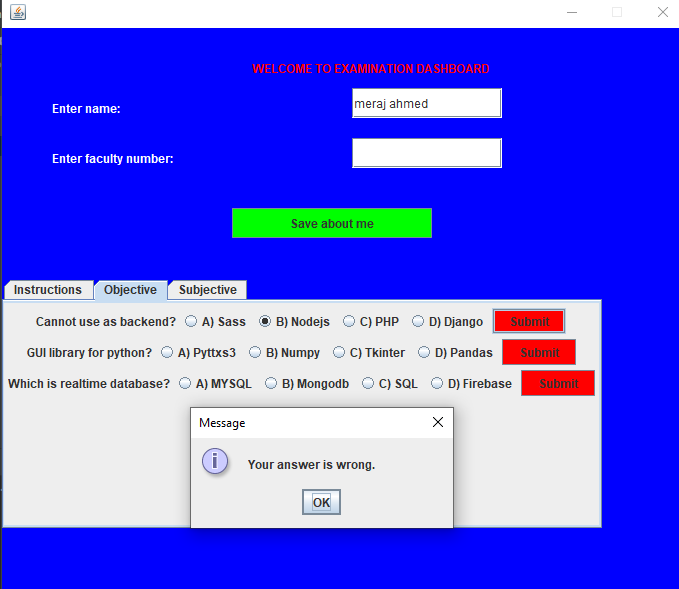 WELCOME TO EXAMINATION DASHBOARD
Enter name: meraj ahmed
Enter faculty number:
Save about me
Instructions Objective Subjective
Cannot use as backend? A) Sass B) Nodejs C) PHP D) Django Submit
GUI library for python? A) Pyttxs3 B) Numpy C) Tkinter D) Pandas Submit
Which is realtime database? A) MYSQL B) Mongodb C) SQL D) Firebase Submit
Message
Your answer is wrong.
OK